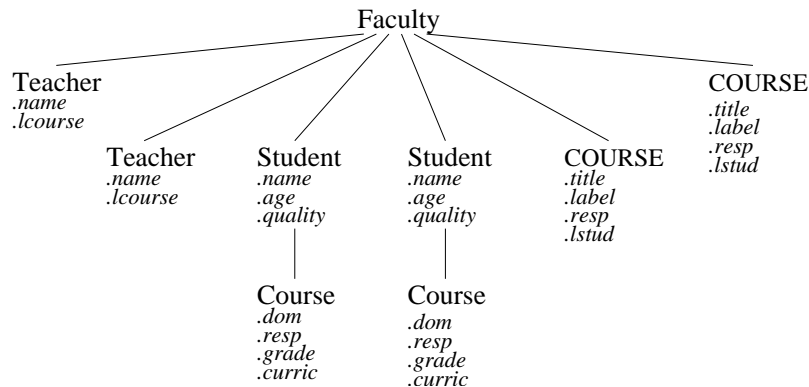 Faculty
Teacher
.name
.lcourse
COURSE
.title
.label
.resp
.lstud
Teacher
.name
.lcourse
Student
.name
.age
.quality
Student
.name
.age
.quality
COURSE
.title
.label
.resp
.lstud
Course
.dom
.resp
.grade
.curric
Course
.dom
.resp
.grade
.curric